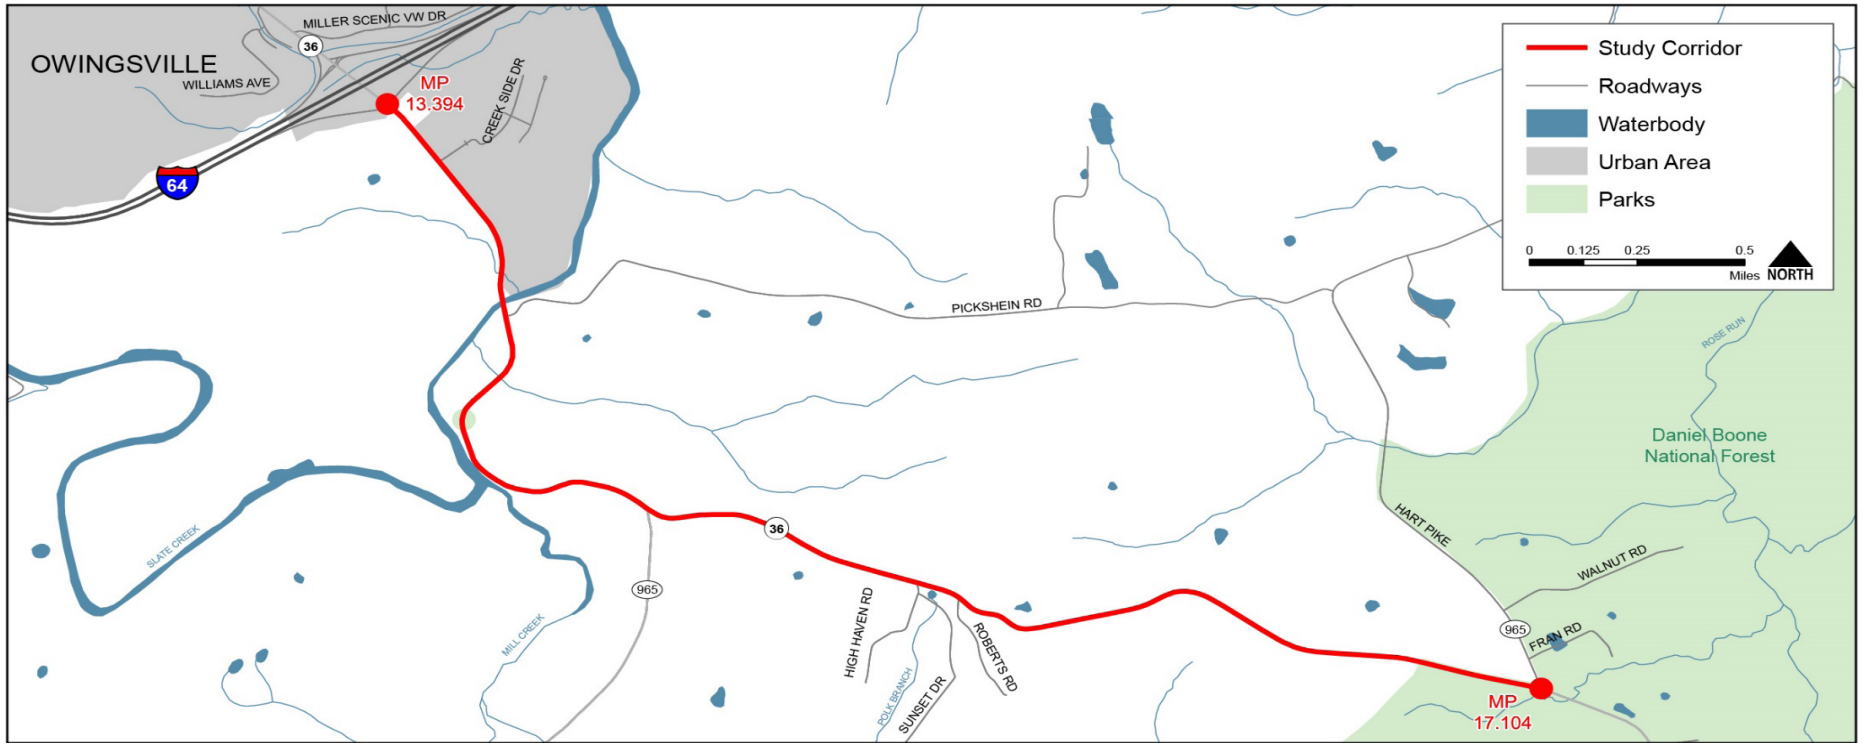 MILLER SCENIC VW DR
36
OWINGSVILLE
WILLIAMS AVE
MP
13.394
CREEK SIDE DR
64
Study Corridor
Roadways
Waterbody
Urban Area
Parks
0 0.125 0.25 0.5
Miles
NORTH
PICKSHEIN RD
ROSE RUN
Daniel Boone
National Forest
SLATE CREEK
36
HART PIKE
WALNUT RD
965
MILL CREEK
HIGH HAVEN RD
POLK BRANCH
SUNSET DR
ROBERTS RD
965
FRAN RD
MP
17.104